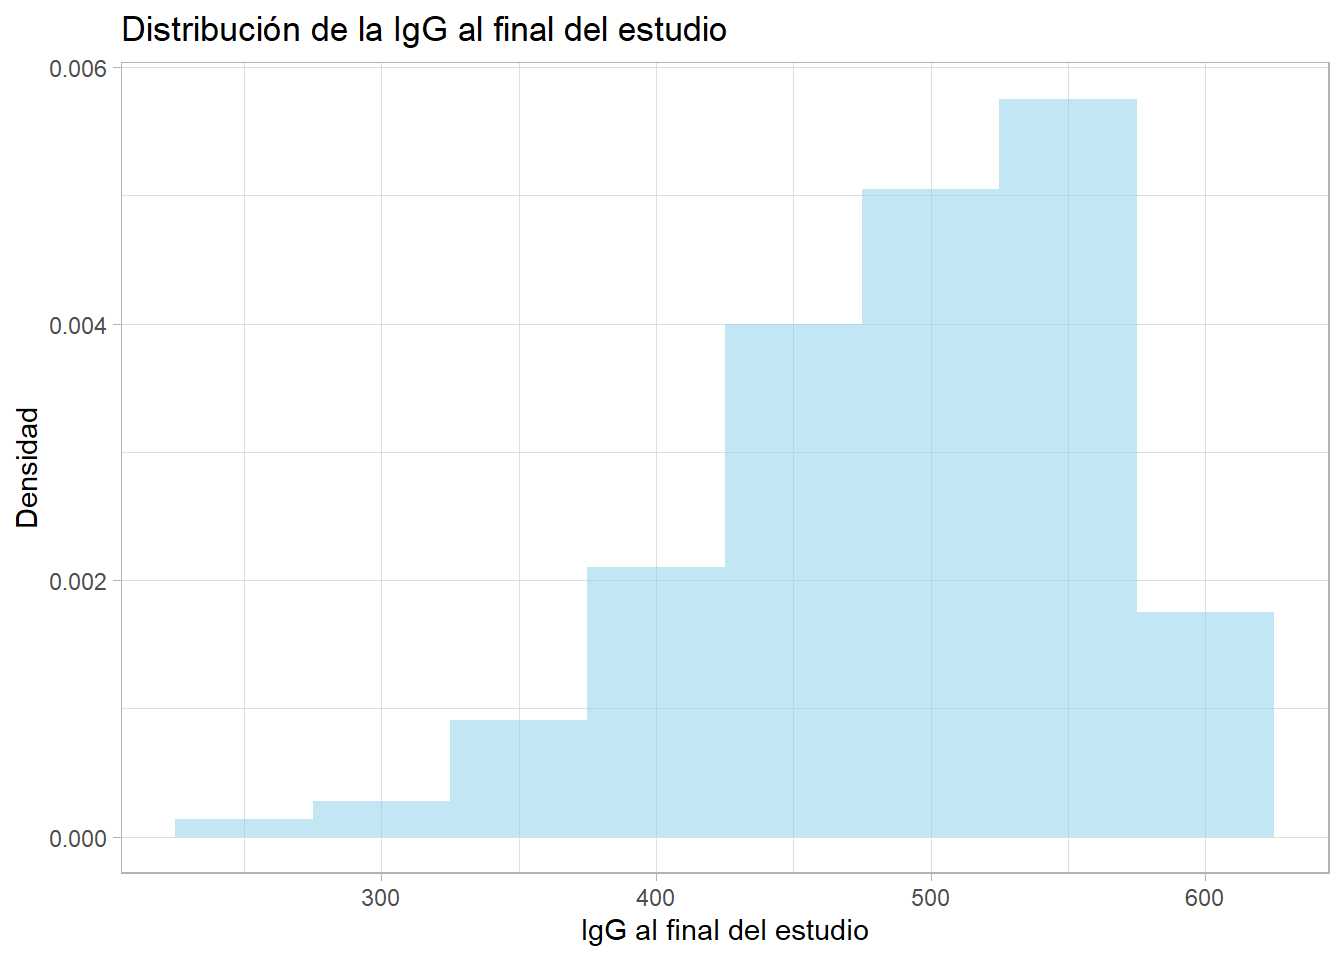 Distribución de la IgG al final del estudio
0.006
0.004
0.002
0.000
Densidad
300 400 500 600
IgG al final del estudio